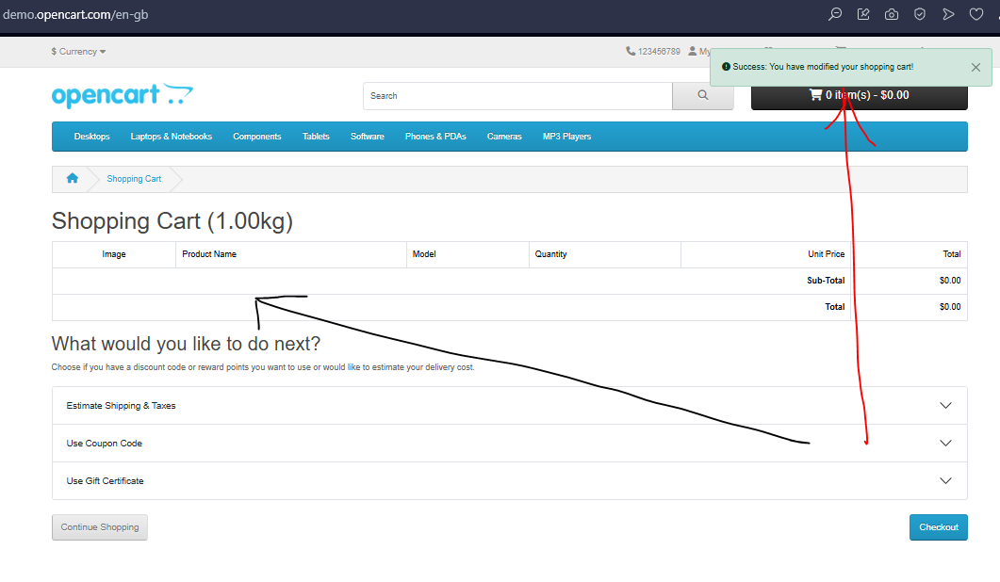 demo.opencart.com/en-gb
$ Currency
123456789 My
Success: You have modified your shopping cart!
opencart
Search
0 item(s) - $0.00
Desktops Laptops & Notebooks Components Tablets Software Phones & PDAs Cameras MP3 Players
Shopping Cart
Shopping Cart (1.00kg)
Image Product Name Model Quantity Unit Price Total
Sub-Total $0.00
Total $0.00
What would you like to do next?
Choose if you have a discount code or reward points you want to use or would like to estimate your delivery cost.
Estimate Shipping & Taxes
Use Coupon Code
Use Gift Certificate
Continue Shopping Checkout